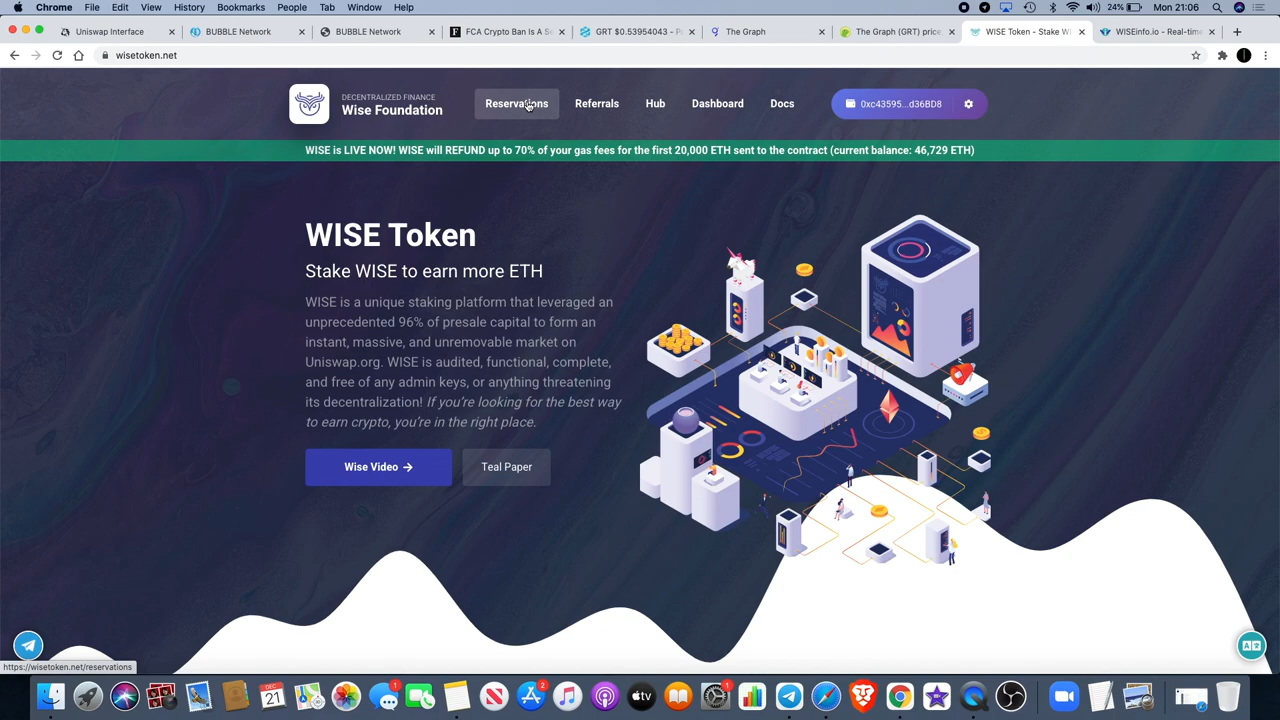 Chrome File Edit View History Bookmarks People Tab Window Help
24% Mon 21:06
Uniswap Interface
BUBBLE Network
BUBBLE Network
FCA Crypto Ban Is A Se
GRT $0.53954043 - P
The Graph
The Graph (GRT) price
WISE Token - Stake W
WISEinfo.io - Real-time
wisetoken.net
DECENTRALIZED FINANCE
Wise Foundation
Reservations Referrals Hub Dashboard Docs 0xc43595...d36BD8
WISE is LIVE NOW! WISE will REFUND up to 70% of your gas fees for the first 20,000 ETH sent to the contract (current balance: 46,729 ETH)
WISE Token
Stake WISE to earn more ETH
WISE is a unique staking platform that leveraged an
unprecedented 96% of presale capital to form an
instant, massive, and unremovable market on
Uniswap.org. WISE is audited, functional, complete,
and free of any admin keys, or anything threatening
its decentralization! If you're looking for the best way
to earn crypto, you're in the right place.
Wise Video → Teal Paper
https://wisetoken.net/reservations
DEC
21
1
2
1
tv